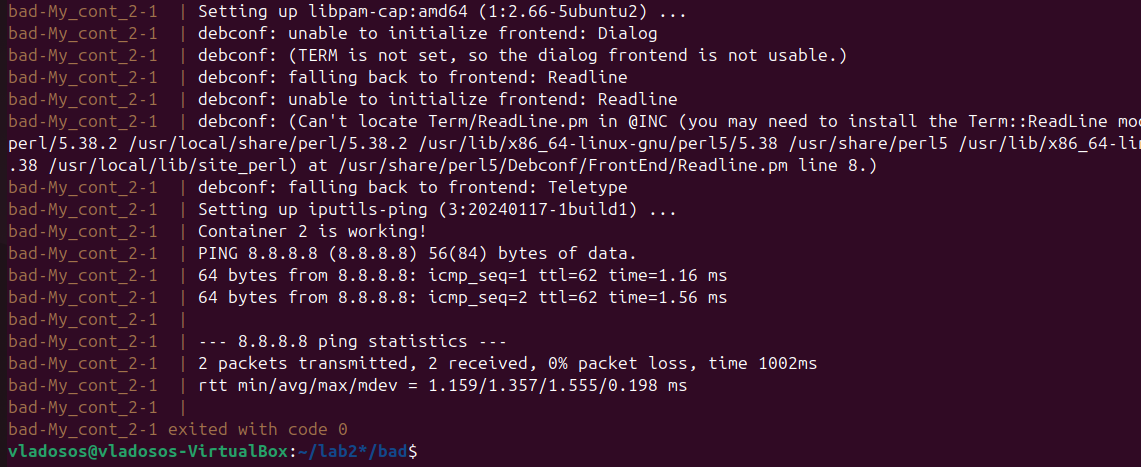 bad-My_cont_2-1  | Setting up libpam-cap:amd64 (1:2.66-5ubuntu2) ...
bad-My_cont_2-1  | debconf: unable to initialize frontend: Dialog
bad-My_cont_2-1  | debconf: (TERM is not set, so the dialog frontend is not usable.)
bad-My_cont_2-1  | debconf: falling back to frontend: Readline
bad-My_cont_2-1  | debconf: unable to initialize frontend: Readline
bad-My_cont_2-1  | debconf: (Can't locate Term/ReadLine.pm in @INC (you may need to install the Term::ReadLine mo
perl/5.38.2 /usr/local/share/perl/5.38.2 /usr/lib/x86_64-linux-gnu/perl5/5.38 /usr/share/perl5 /usr/lib/x86_64-li
.38 /usr/local/lib/site_perl) at /usr/share/perl5/Debconf/FrontEnd/Readline.pm line 8.)
bad-My_cont_2-1  | debconf: falling back to frontend: Teletype
bad-My_cont_2-1  | Setting up iputils-ping (3:20240117-1build1) ...
bad-My_cont_2-1  | Container 2 is working!
bad-My_cont_2-1  | PING 8.8.8.8 (8.8.8.8) 56(84) bytes of data.
bad-My_cont_2-1  | 64 bytes from 8.8.8.8: icmp_seq=1 ttl=62 time=1.16 ms
bad-My_cont_2-1  | 64 bytes from 8.8.8.8: icmp_seq=2 ttl=62 time=1.56 ms
bad-My_cont_2-1  |
bad-My_cont_2-1  | --- 8.8.8.8 ping statistics ---
bad-My_cont_2-1  | 2 packets transmitted, 2 received, 0% packet loss, time 1002ms
bad-My_cont_2-1  | rtt min/avg/max/mdev = 1.159/1.357/1.555/0.198 ms
bad-My_cont_2-1  |
bad-My_cont_2-1 exited with code 0
vladosos@vladosos-VirtualBox:~/lab2*/bad$